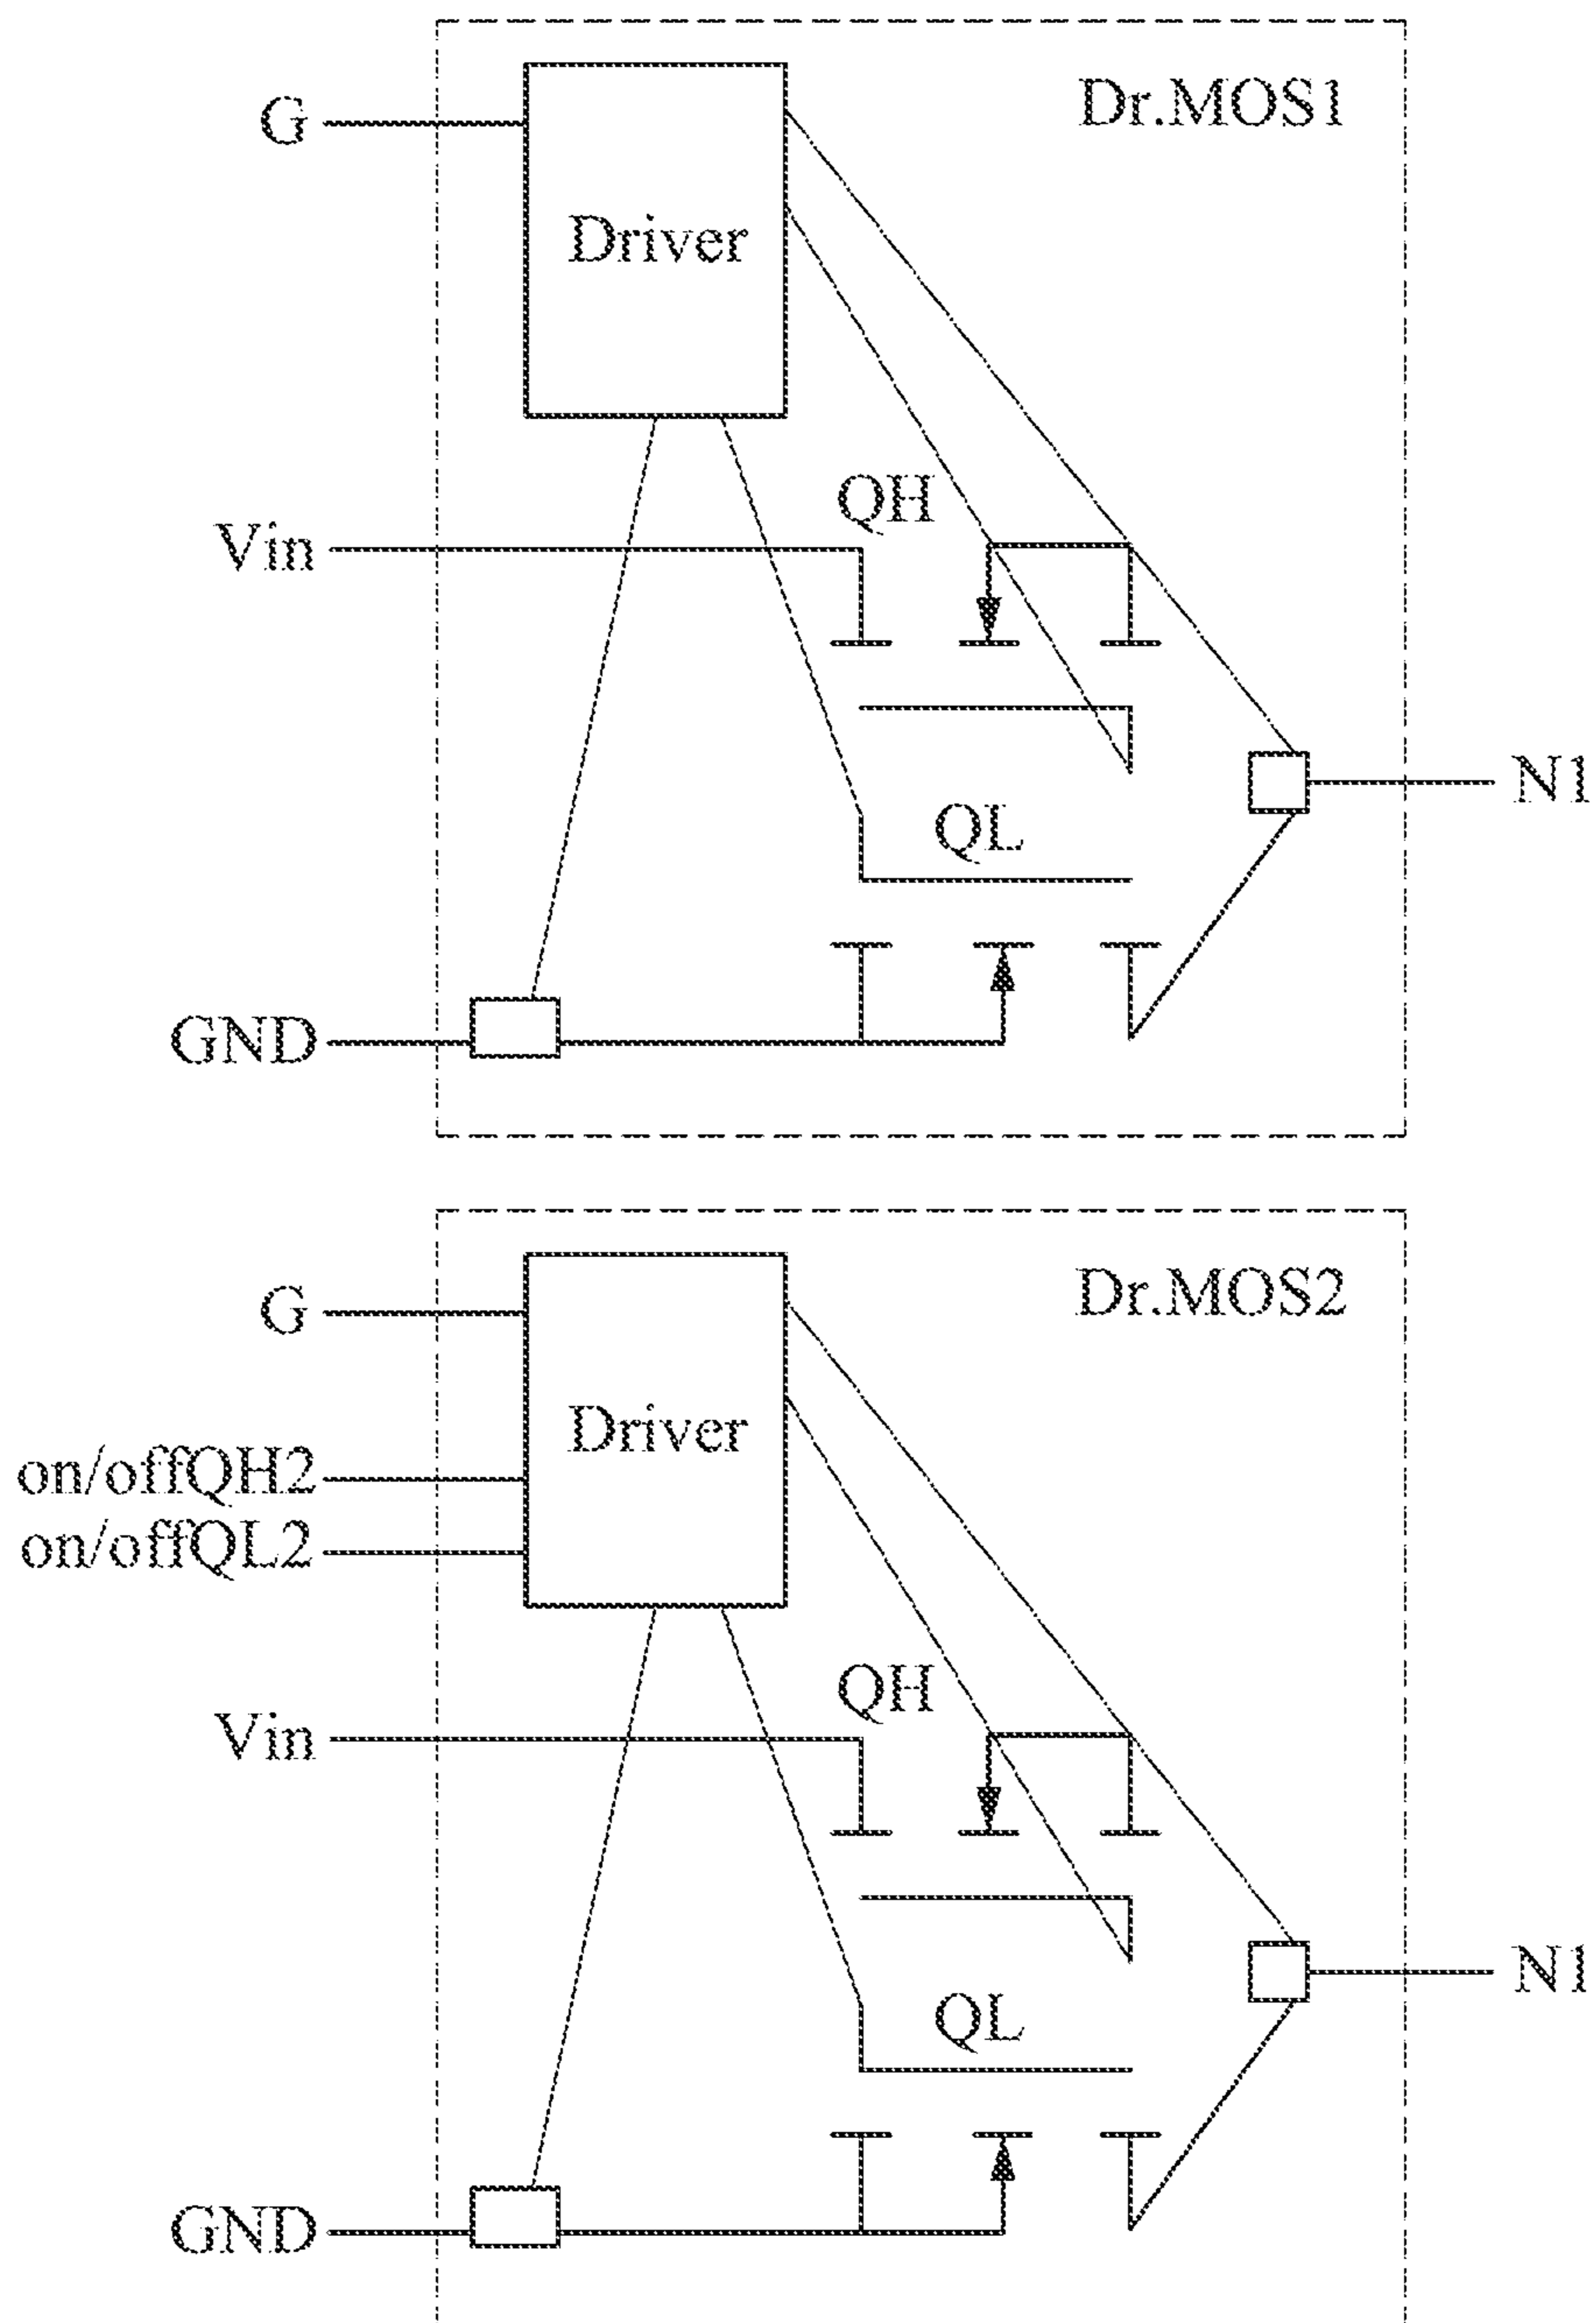 Dr.MOS1
G
Driver
QH
Vin
N1
QL
GND
Dr.MOS2
G
Driver
on/offQH2
on/offQL2
QH
Vin
N1
QL
GND